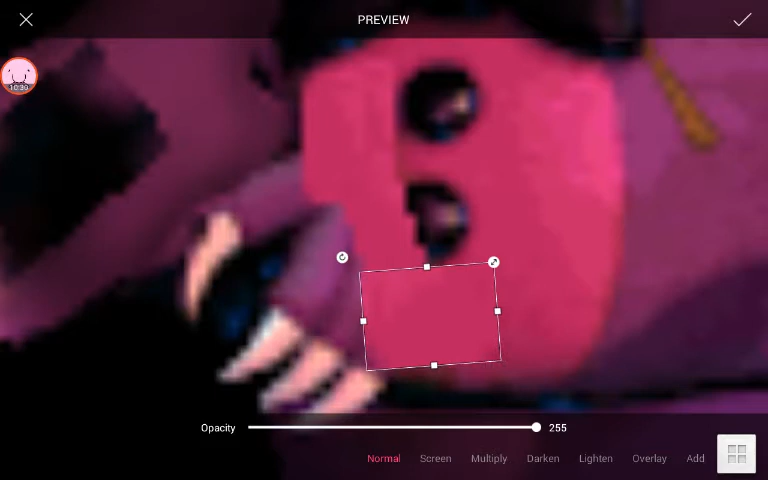 PREVIEW
10:30
Opacity 255
Normal Screen Multiply Darken Lighten Overlay Add